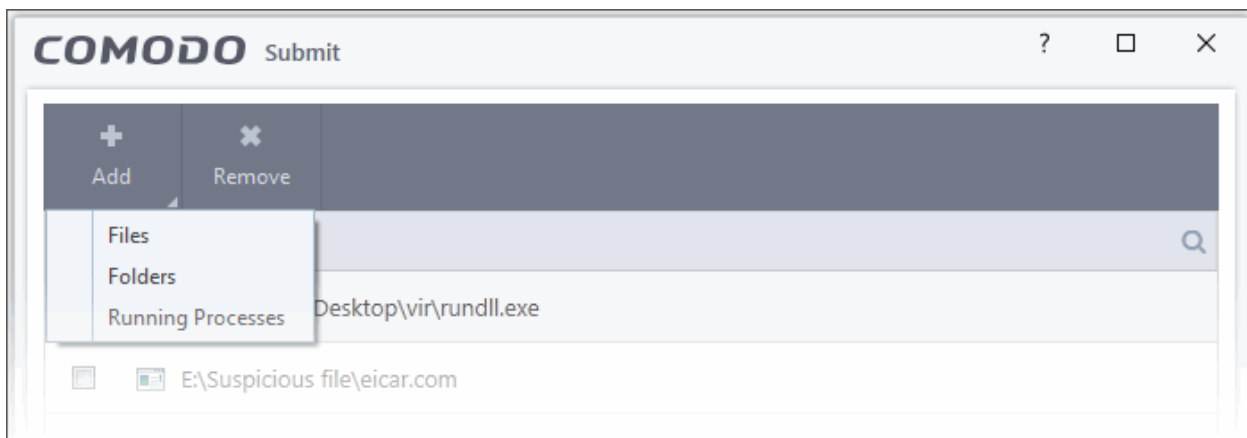 COMODO Submit
?
Add Remove
Files
Folders
Running Processes
Desktop\vir\rundll.exe
E:\Suspicious file\eicar.com